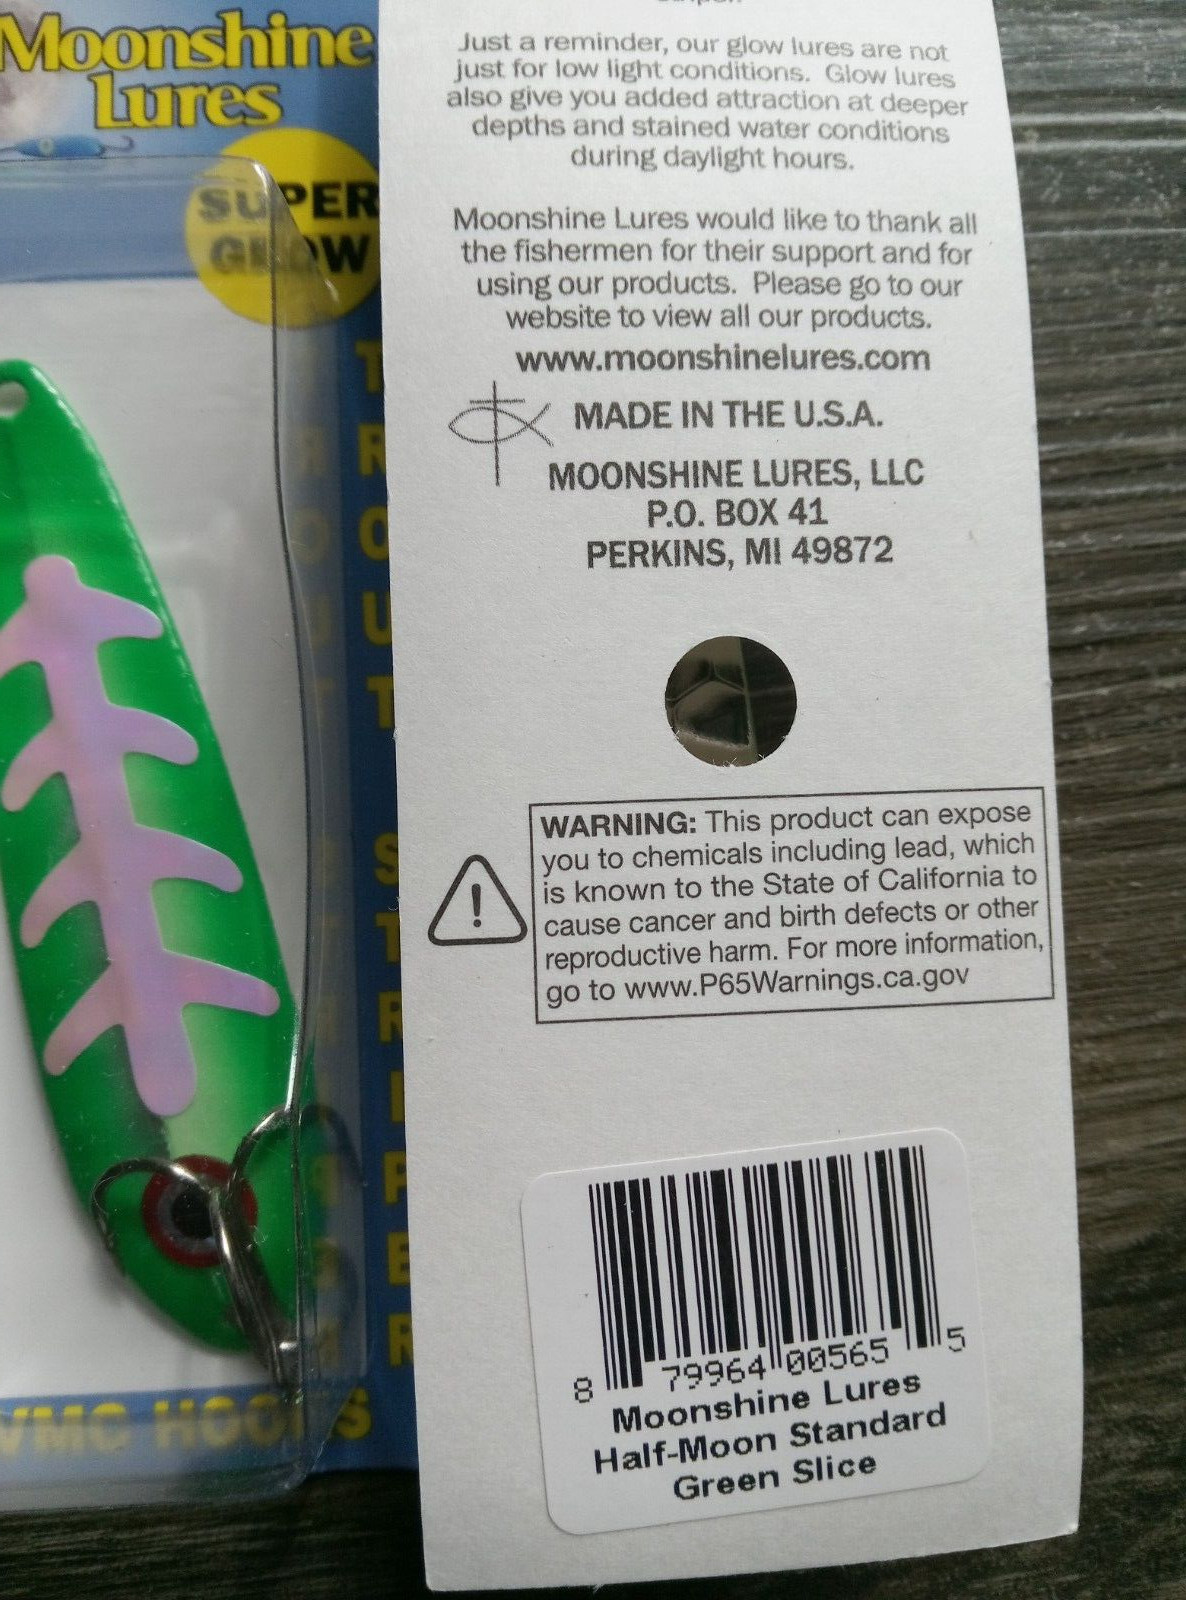 Moonshine
Lures
SUPER
GLOW
TROUT STRIPER
VMC HOOKS
Just a reminder, our glow lures are not
just for low light conditions. Glow lures
also give you added attraction at deeper
depths and stained water conditions
during daylight hours.
Moonshine Lures would like to thank all
the fishermen for their support and for
using our products. Please go to our
website to view all our products.
www.moonshinelures.com
MADE IN THE U.S.A.
MOONSHINE LURES, LLC
P.O. BOX 41
PERKINS, MI 49872
WARNING: This product can expose
you to chemicals including lead, which
is known to the State of California to
cause cancer and birth defects or other
reproductive harm. For more information,
go to www.P65Warnings.ca.gov
8 79964 00565 5
Moonshine Lures
Half-Moon Standard
Green Slice